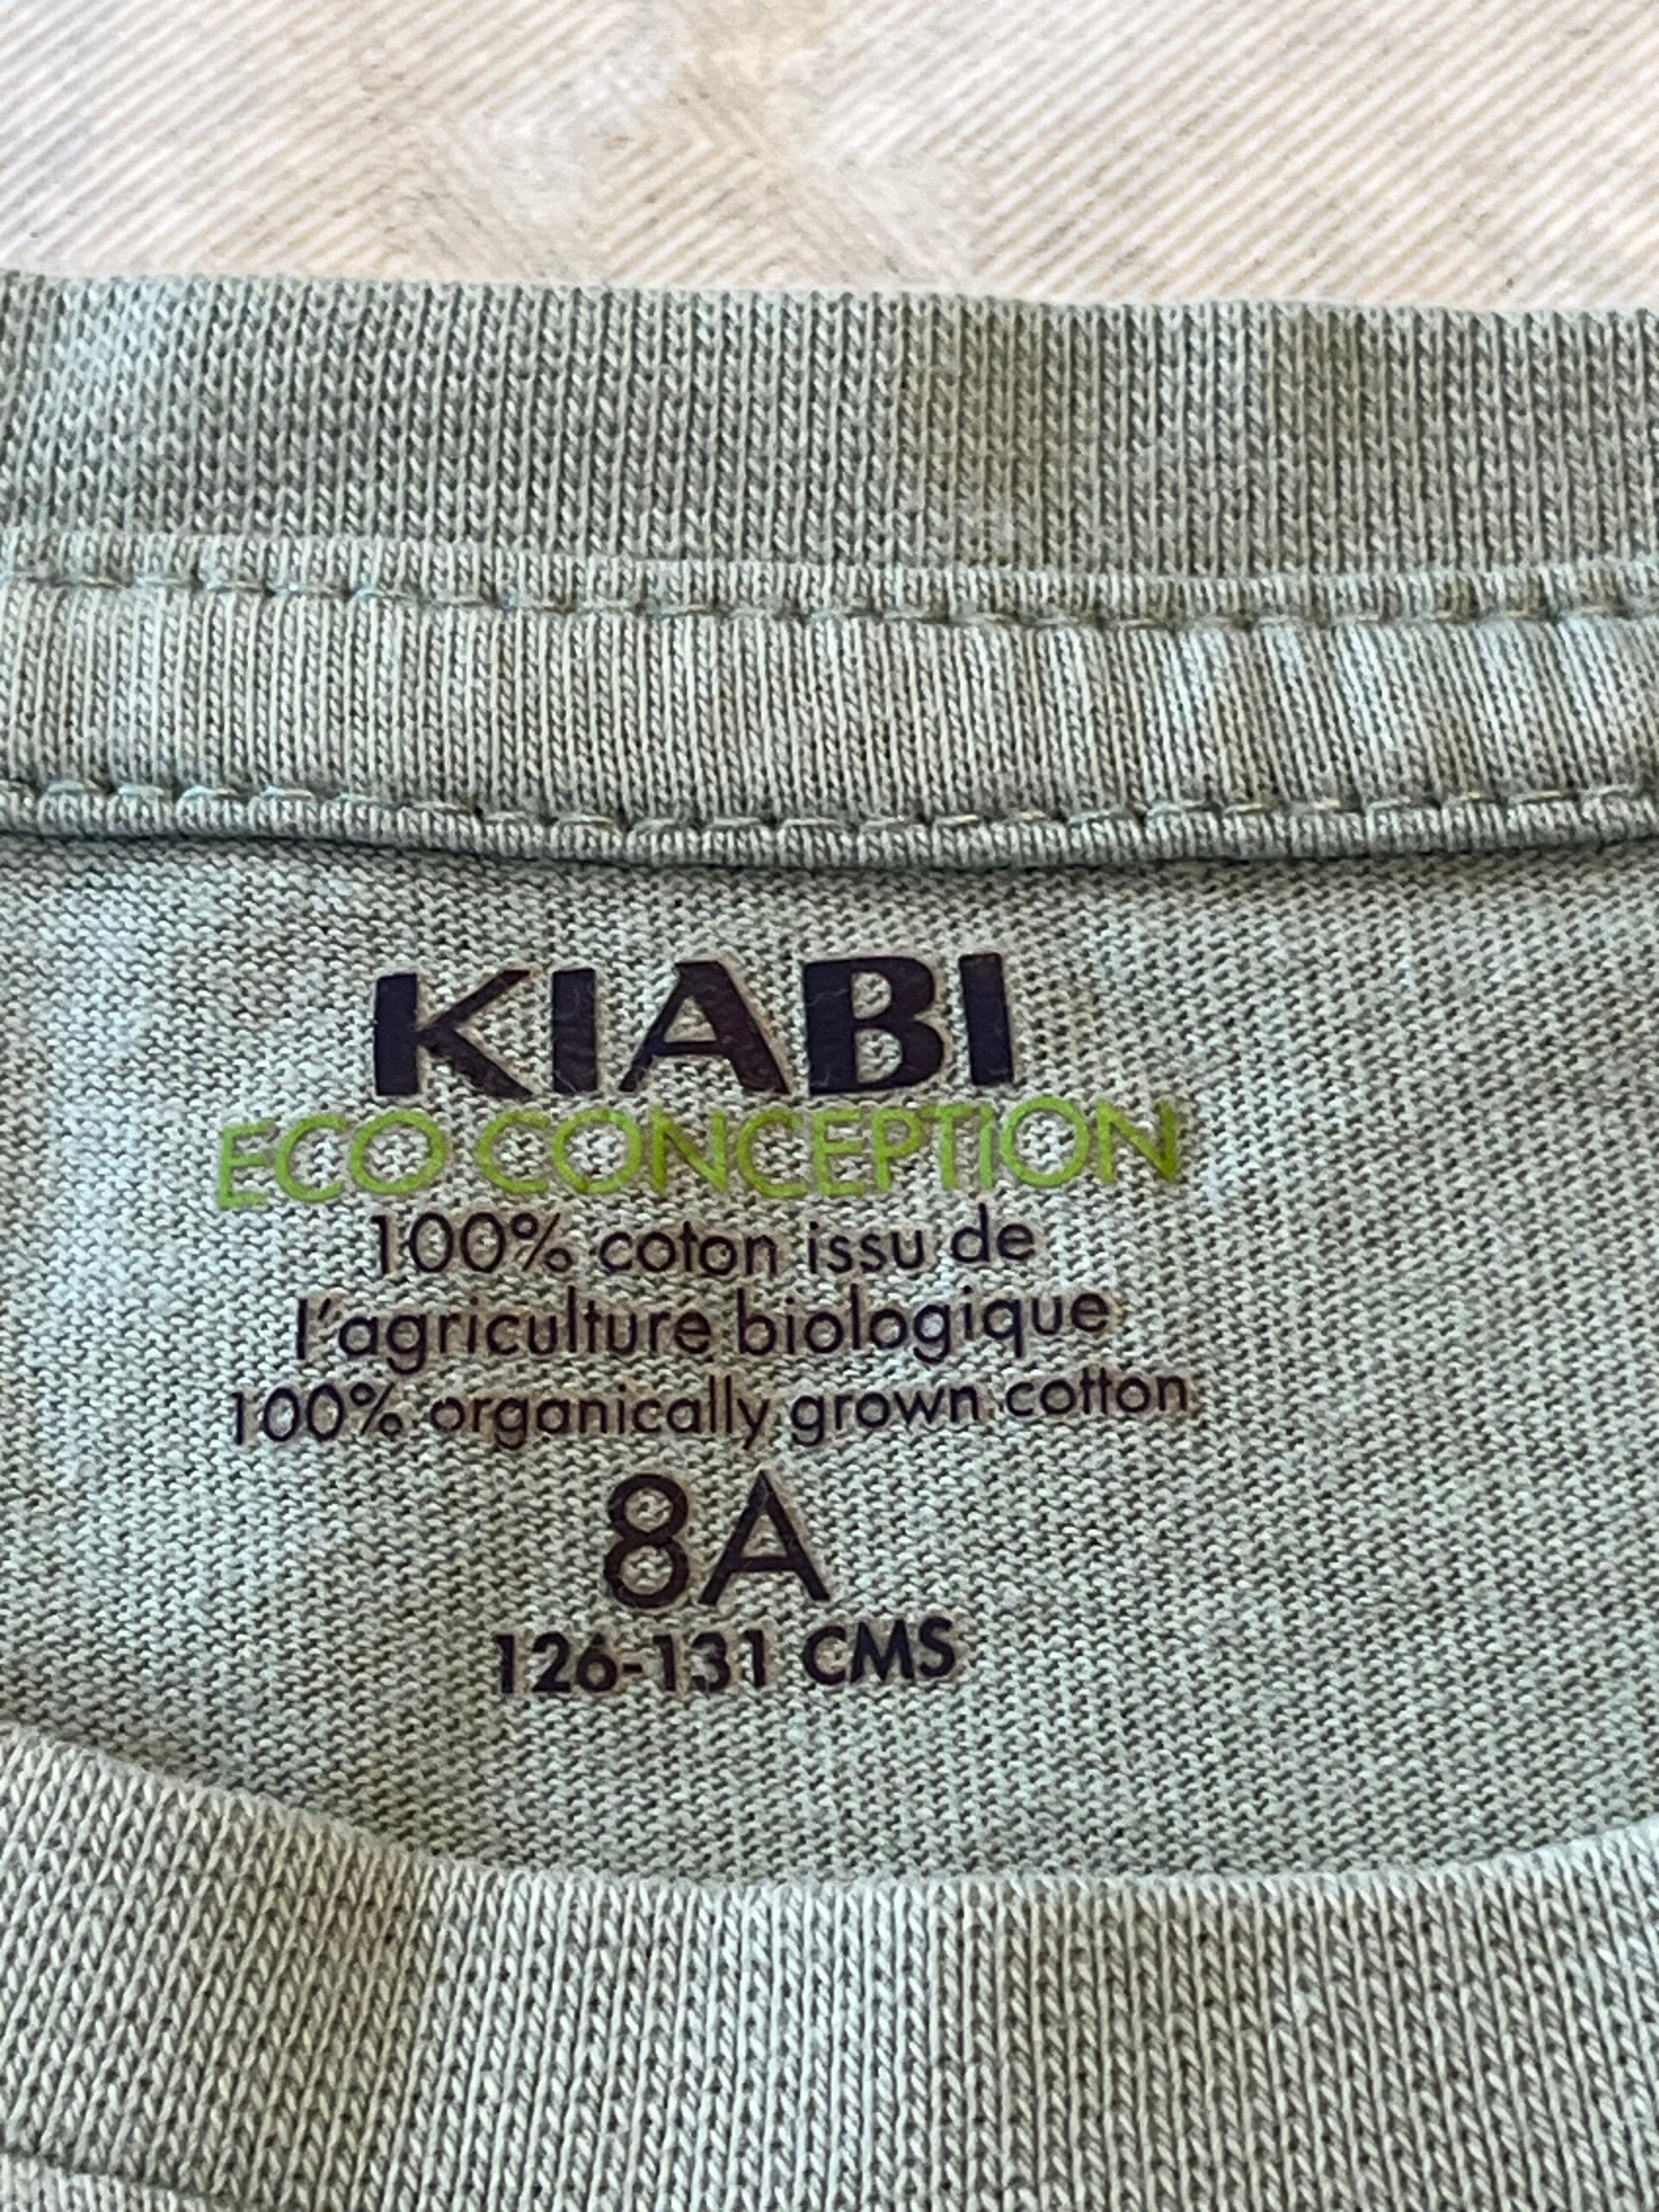 KIABI
ECO CONCEPTION
100% coton issu de
l'agriculture biologique
100% organically grown cotton
8A
126-131 CMS